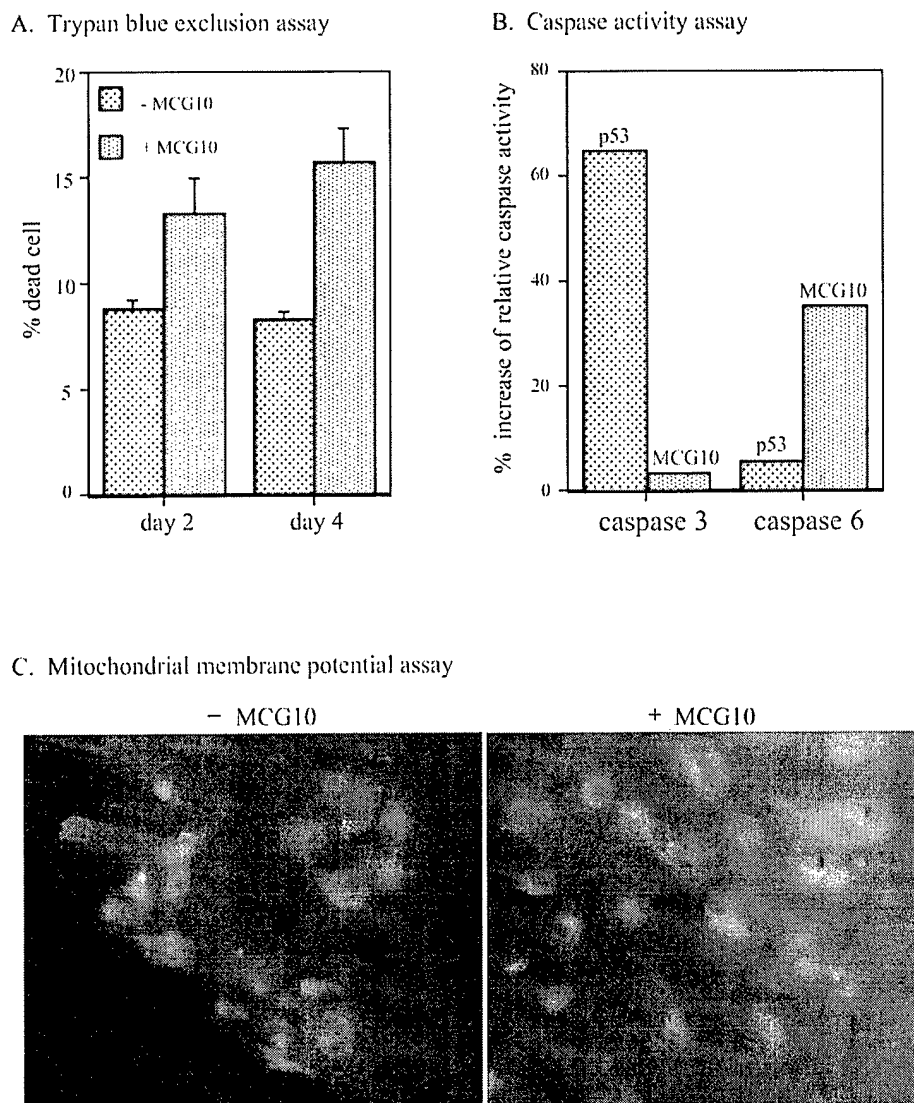 A. Trypan blue exclusion assay
20
15
10
5
0
% dead cell
- MCG10
+ MCG10
day 2
day 4
B. Caspase activity assay
80
60
40
20
0
% increase of relative caspase activity
p53
MCG10
p53
MCG10
caspase 3
caspase 6
C. Mitochondrial membrane potential assay
− MCG10
+ MCG10